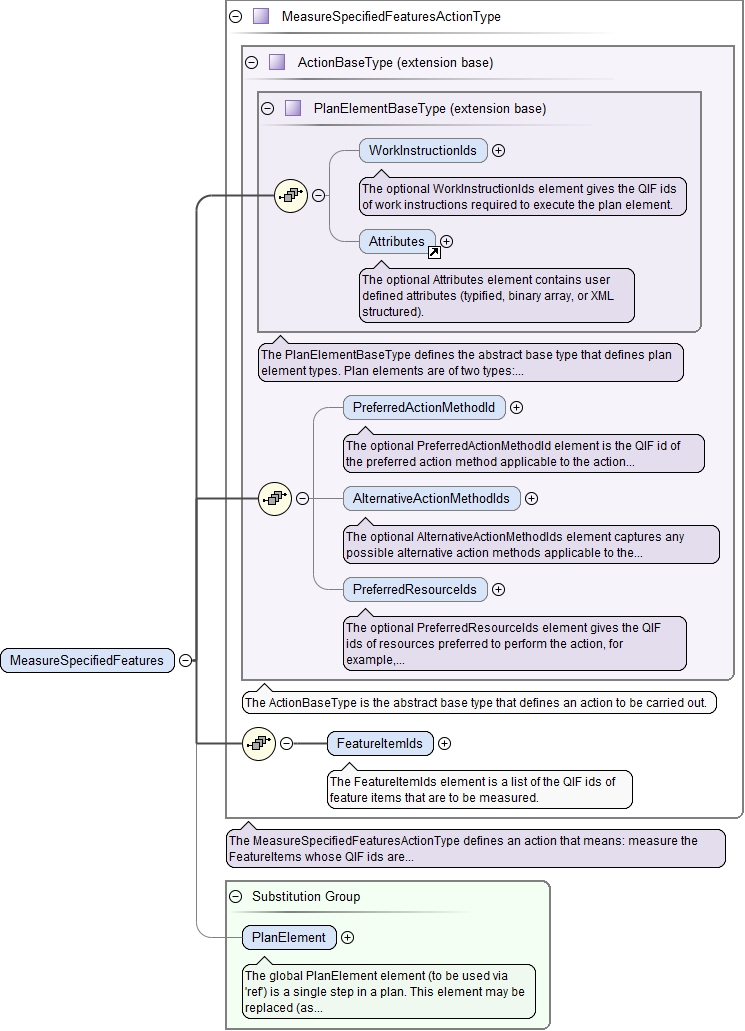 MeasureSpecifiedFeaturesActionType
ActionBaseType (extension base)
PlanElementBaseType (extension base)
WorkInstructionIds
The optional WorkInstructionIds element gives the QIF ids
of work instructions required to execute the plan element.
Attributes
The optional Attributes element contains user
defined attributes (typified, binary array, or XML
structured).
The PlanElementBaseType defines the abstract base type that defines plan
element types. Plan elements are of two types:...
PreferredActionMethodId
The optional PreferredActionMethodId element is the QIF id of
the preferred action method applicable to the action...
AlternativeActionMethodIds
The optional AlternativeActionMethodIds element captures any
possible alternative action methods applicable to the...
PreferredResourceIds
The optional PreferredResourceIds element gives the QIF
ids of resources preferred to perform the action, for
example,...
MeasureSpecifiedFeatures
The ActionBaseType is the abstract base type that defines an action to be carried out.
FeatureItemIds
The FeatureItemIds element is a list of the QIF ids of
feature items that are to be measured.
The MeasureSpecifiedFeaturesActionType defines an action that means: measure the
FeatureItems whose QIF ids are...
Substitution Group
PlanElement
The global PlanElement element (to be used via
'ref') is a single step in a plan. This element may be
replaced (as...